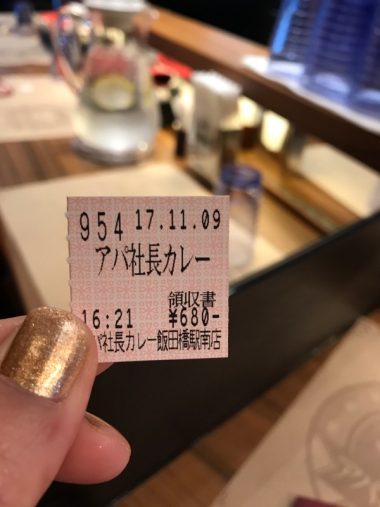 954 17.11.09
アパ社長カレー
領収書
16:21 ¥680-
パ社長カレー飯田橋駅南店